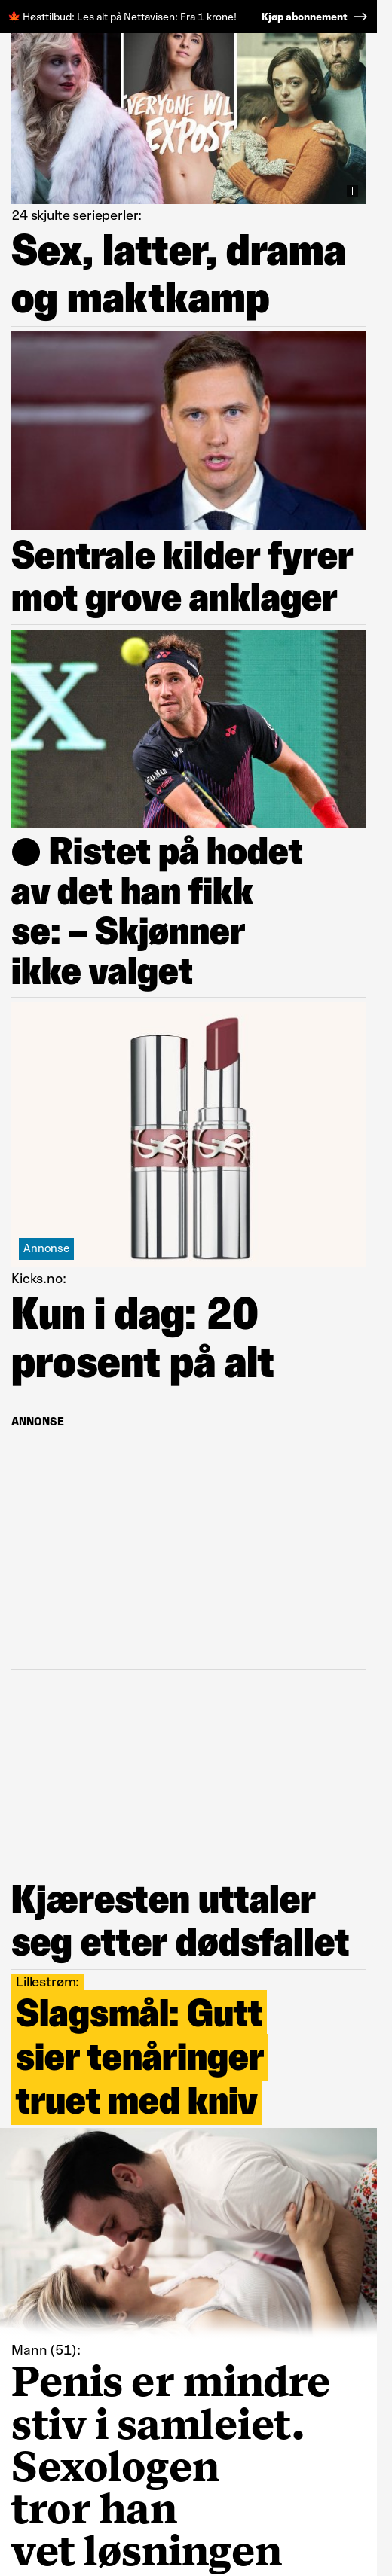 🍁 Høsttilbud: Les alt på Nettavisen: Fra 1 krone!
Kjøp abonnement →
EVERYONE WILL
EXPOS
+
24 skjulte serieperler:
Sex, latter, drama
og maktkamp
Sentrale kilder fyrer
mot grove anklager
x
● Ristet på hodet
av det han fikk
se: – Skjønner
ikke valget
Annonse
Kicks.no:
Kun i dag: 20
prosent på alt
ANNONSE
Kjæresten uttaler
seg etter dødsfallet
Lillestrøm:
Slagsmål: Gutt
sier tenåringer
truet med kniv
Mann (51):
Penis er mindre
stiv i samleiet.
Sexologen
tror han
vet løsningen